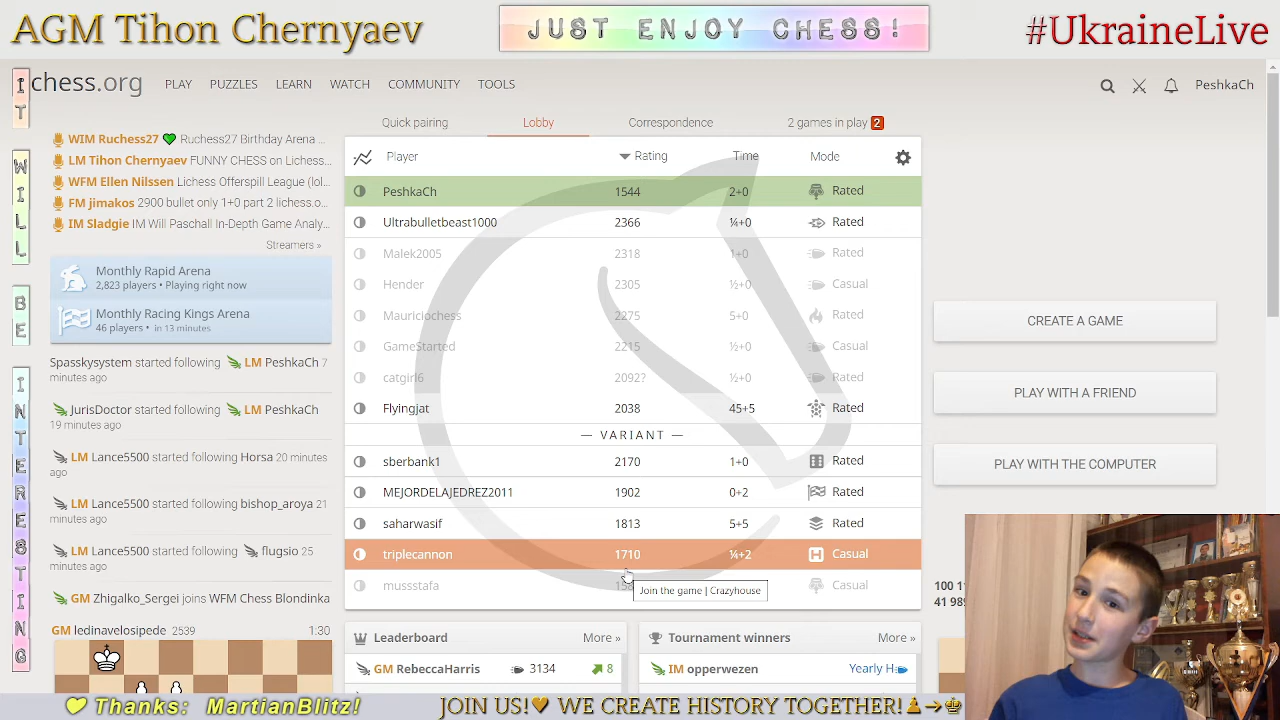 AGM Tihon Chernyaev
JUST ENJOY CHESS!
#UkraineLive
IT
WILL
BE
INTERESTING
chess.org
PLAY PUZZLES LEARN WATCH COMMUNITY TOOLS
PeshkaCh
WIM Ruchess27 💚 Ruchess27 Birthday Arena ...
LM Tihon Chernyaev FUNNY CHESS on Lichess...
WFM Ellen Nilssen Lichess Offerspill League (lol...
FM jimakos 2900 bullet only 1+0 part 2 lichess.o...
IM Sladgie IM Will Paschall In-Depth Game Analy...
Streamers »
Monthly Rapid Arena
2,823 players • Playing right now
Monthly Racing Kings Arena
46 players • in 13 minutes
Spasskysystem started following LM PeshkaCh 7
minutes ago
JurisDoctor started following LM PeshkaCh
19 minutes ago
LM Lance5500 started following Horsa 20 minutes
ago
LM Lance5500 started following bishop_aroya 21
minutes ago
LM Lance5500 started following flugsio 25
minutes ago
GM Zhigalko_Sergei joins WFM Chess Blondinka
GM ledinavelosipede 2539 1:30
Quick pairing Lobby Correspondence 2 games in play 2
Player Rating Time Mode
PeshkaCh 1544 2+0 Rated
Ultrabulletbeast1000 2366 ¼+0 Rated
Malek2005 2318 1+0 Rated
Hender 2305 ½+0 Casual
Mauriciochess 2275 5+0 Rated
GameStarted 2215 ½+0 Casual
catgirl6 2092? ½+0 Rated
Flyingjat 2038 45+5 Rated
— VARIANT —
sberbank1 2170 1+0 Rated
MEJORDELAJEDREZ2011 1902 0+2 Rated
saharwasif 1813 5+5 Rated
triplecannon 1710 ¼+2 Casual
mussstafa Casual
Join the game | Crazyhouse
Leaderboard More »
GM RebeccaHarris 3134 8
Tournament winners More »
IM opperwezen Yearly H
CREATE A GAME
PLAY WITH A FRIEND
PLAY WITH THE COMPUTER
Thanks: MartianBlitz!
JOIN US! WE CREATE HISTORY TOGETHER!